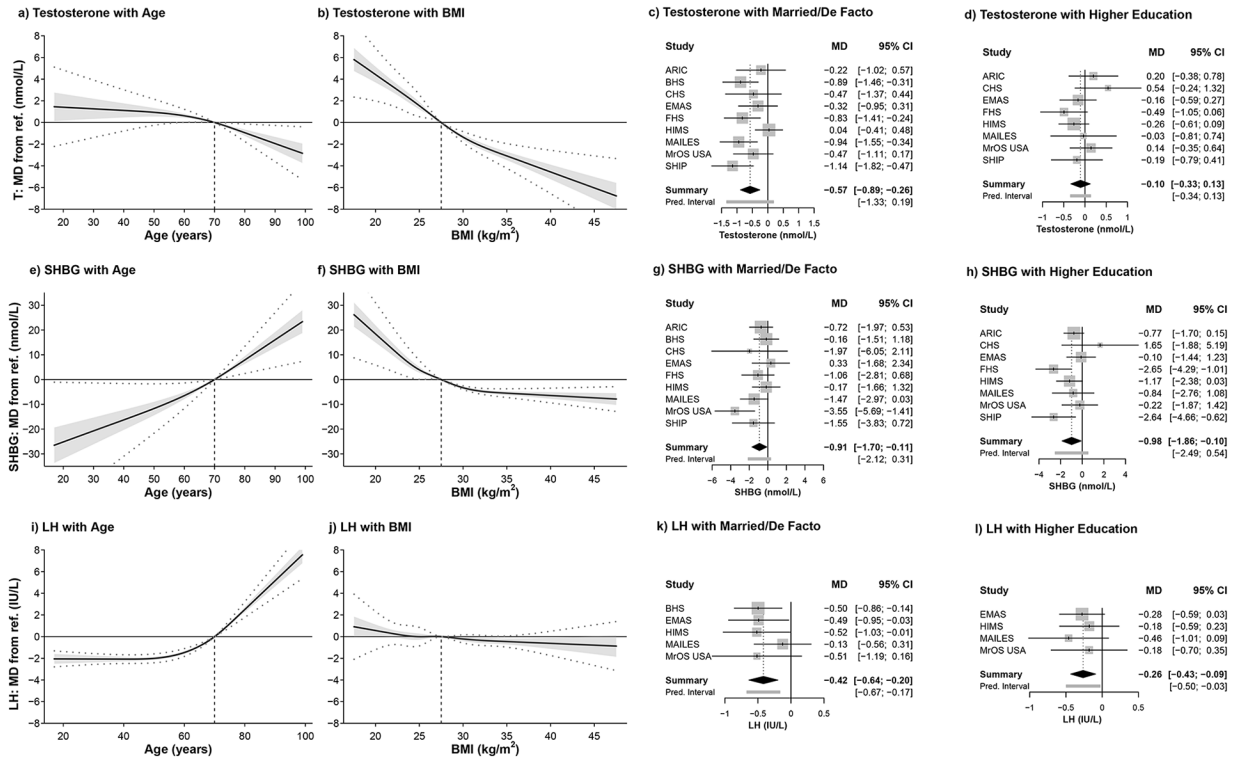 a) Testosterone with Age
b) Testosterone with BMI
c) Testosterone with Married/De Facto
d) Testosterone with Higher Education
T: MD from ref. (nmol/L)
8
6
4
2
0
−2
−4
−6
−8
20 30 40 50 60 70 80 90 100
Age (years)
8
6
4
2
0
−2
−4
−6
−8
20 25 30 35 40 45
BMI (kg/m²)
Study MD 95% CI
ARIC −0.22 [−1.02; 0.57]
BHS −0.89 [−1.46; −0.31]
CHS −0.47 [−1.37; 0.44]
EMAS −0.32 [−0.95; 0.31]
FHS −0.83 [−1.41; −0.24]
HIMS 0.04 [−0.41; 0.48]
MAILES −0.94 [−1.55; −0.34]
MrOS USA −0.47 [−1.11; 0.17]
SHIP −1.14 [−1.82; −0.47]
Summary −0.57 [−0.89; −0.26]
Pred. Interval [−1.33; 0.19]
−1.5 −1 −0.5 0 0.5 1 1.5
Testosterone (nmol/L)
Study MD 95% CI
ARIC 0.20 [−0.38; 0.78]
CHS 0.54 [−0.24; 1.32]
EMAS −0.16 [−0.59; 0.27]
FHS −0.49 [−1.05; 0.06]
HIMS −0.26 [−0.61; 0.09]
MAILES −0.03 [−0.81; 0.74]
MrOS USA 0.14 [−0.35; 0.64]
SHIP −0.19 [−0.79; 0.41]
Summary −0.10 [−0.33; 0.13]
Pred. Interval [−0.34; 0.13]
−1 −0.5 0 0.5 1
Testosterone (nmol/L)
e) SHBG with Age
f) SHBG with BMI
g) SHBG with Married/De Facto
h) SHBG with Higher Education
SHBG: MD from ref. (nmol/L)
30
20
10
0
−10
−20
−30
20 40 60 80 100
Age (years)
30
20
10
0
−10
−20
−30
20 25 30 35 40 45
BMI (kg/m²)
Study MD 95% CI
ARIC −0.72 [−1.97; 0.53]
BHS −0.16 [−1.51; 1.18]
CHS −1.97 [−6.05; 2.11]
EMAS 0.33 [−1.68; 2.34]
FHS −1.06 [−2.81; 0.68]
HIMS −0.17 [−1.66; 1.32]
MAILES −1.47 [−2.97; 0.03]
MrOS USA −3.55 [−5.69; −1.41]
SHIP −1.55 [−3.83; 0.72]
Summary −0.91 [−1.70; −0.11]
Pred. Interval [−2.12; 0.31]
−6 −4 −2 0 2 4 6
SHBG (nmol/L)
Study MD 95% CI
ARIC −0.77 [−1.70; 0.15]
CHS 1.65 [−1.88; 5.19]
EMAS −0.10 [−1.44; 1.23]
FHS −2.65 [−4.29; −1.01]
HIMS −1.17 [−2.38; 0.03]
MAILES −0.84 [−2.76; 1.08]
MrOS USA −0.22 [−1.87; 1.42]
SHIP −2.64 [−4.66; −0.62]
Summary −0.98 [−1.86; −0.10]
Pred. Interval [−2.49; 0.54]
−4 −2 0 2 4
SHBG (nmol/L)
i) LH with Age
j) LH with BMI
k) LH with Married/De Facto
l) LH with Higher Education
LH: MD from ref. (IU/L)
8
6
4
2
0
−2
−4
−6
−8
20 40 60 80 100
Age (years)
8
6
4
2
0
−2
−4
−6
−8
20 25 30 35 40 45
BMI (kg/m²)
Study MD 95% CI
BHS −0.50 [−0.86; −0.14]
EMAS −0.49 [−0.95; −0.03]
HIMS −0.52 [−1.03; −0.01]
MAILES −0.13 [−0.56; 0.31]
MrOS USA −0.51 [−1.19; 0.16]
Summary −0.42 [−0.64; −0.20]
Pred. Interval [−0.67; −0.17]
−1 −0.5 0 0.5
LH (IU/L)
Study MD 95% CI
EMAS −0.28 [−0.59; 0.03]
HIMS −0.18 [−0.59; 0.23]
MAILES −0.46 [−1.01; 0.09]
MrOS USA −0.18 [−0.70; 0.35]
Summary −0.26 [−0.43; −0.09]
Pred. Interval [−0.50; −0.03]
−1 −0.5 0 0.5
LH (IU/L)